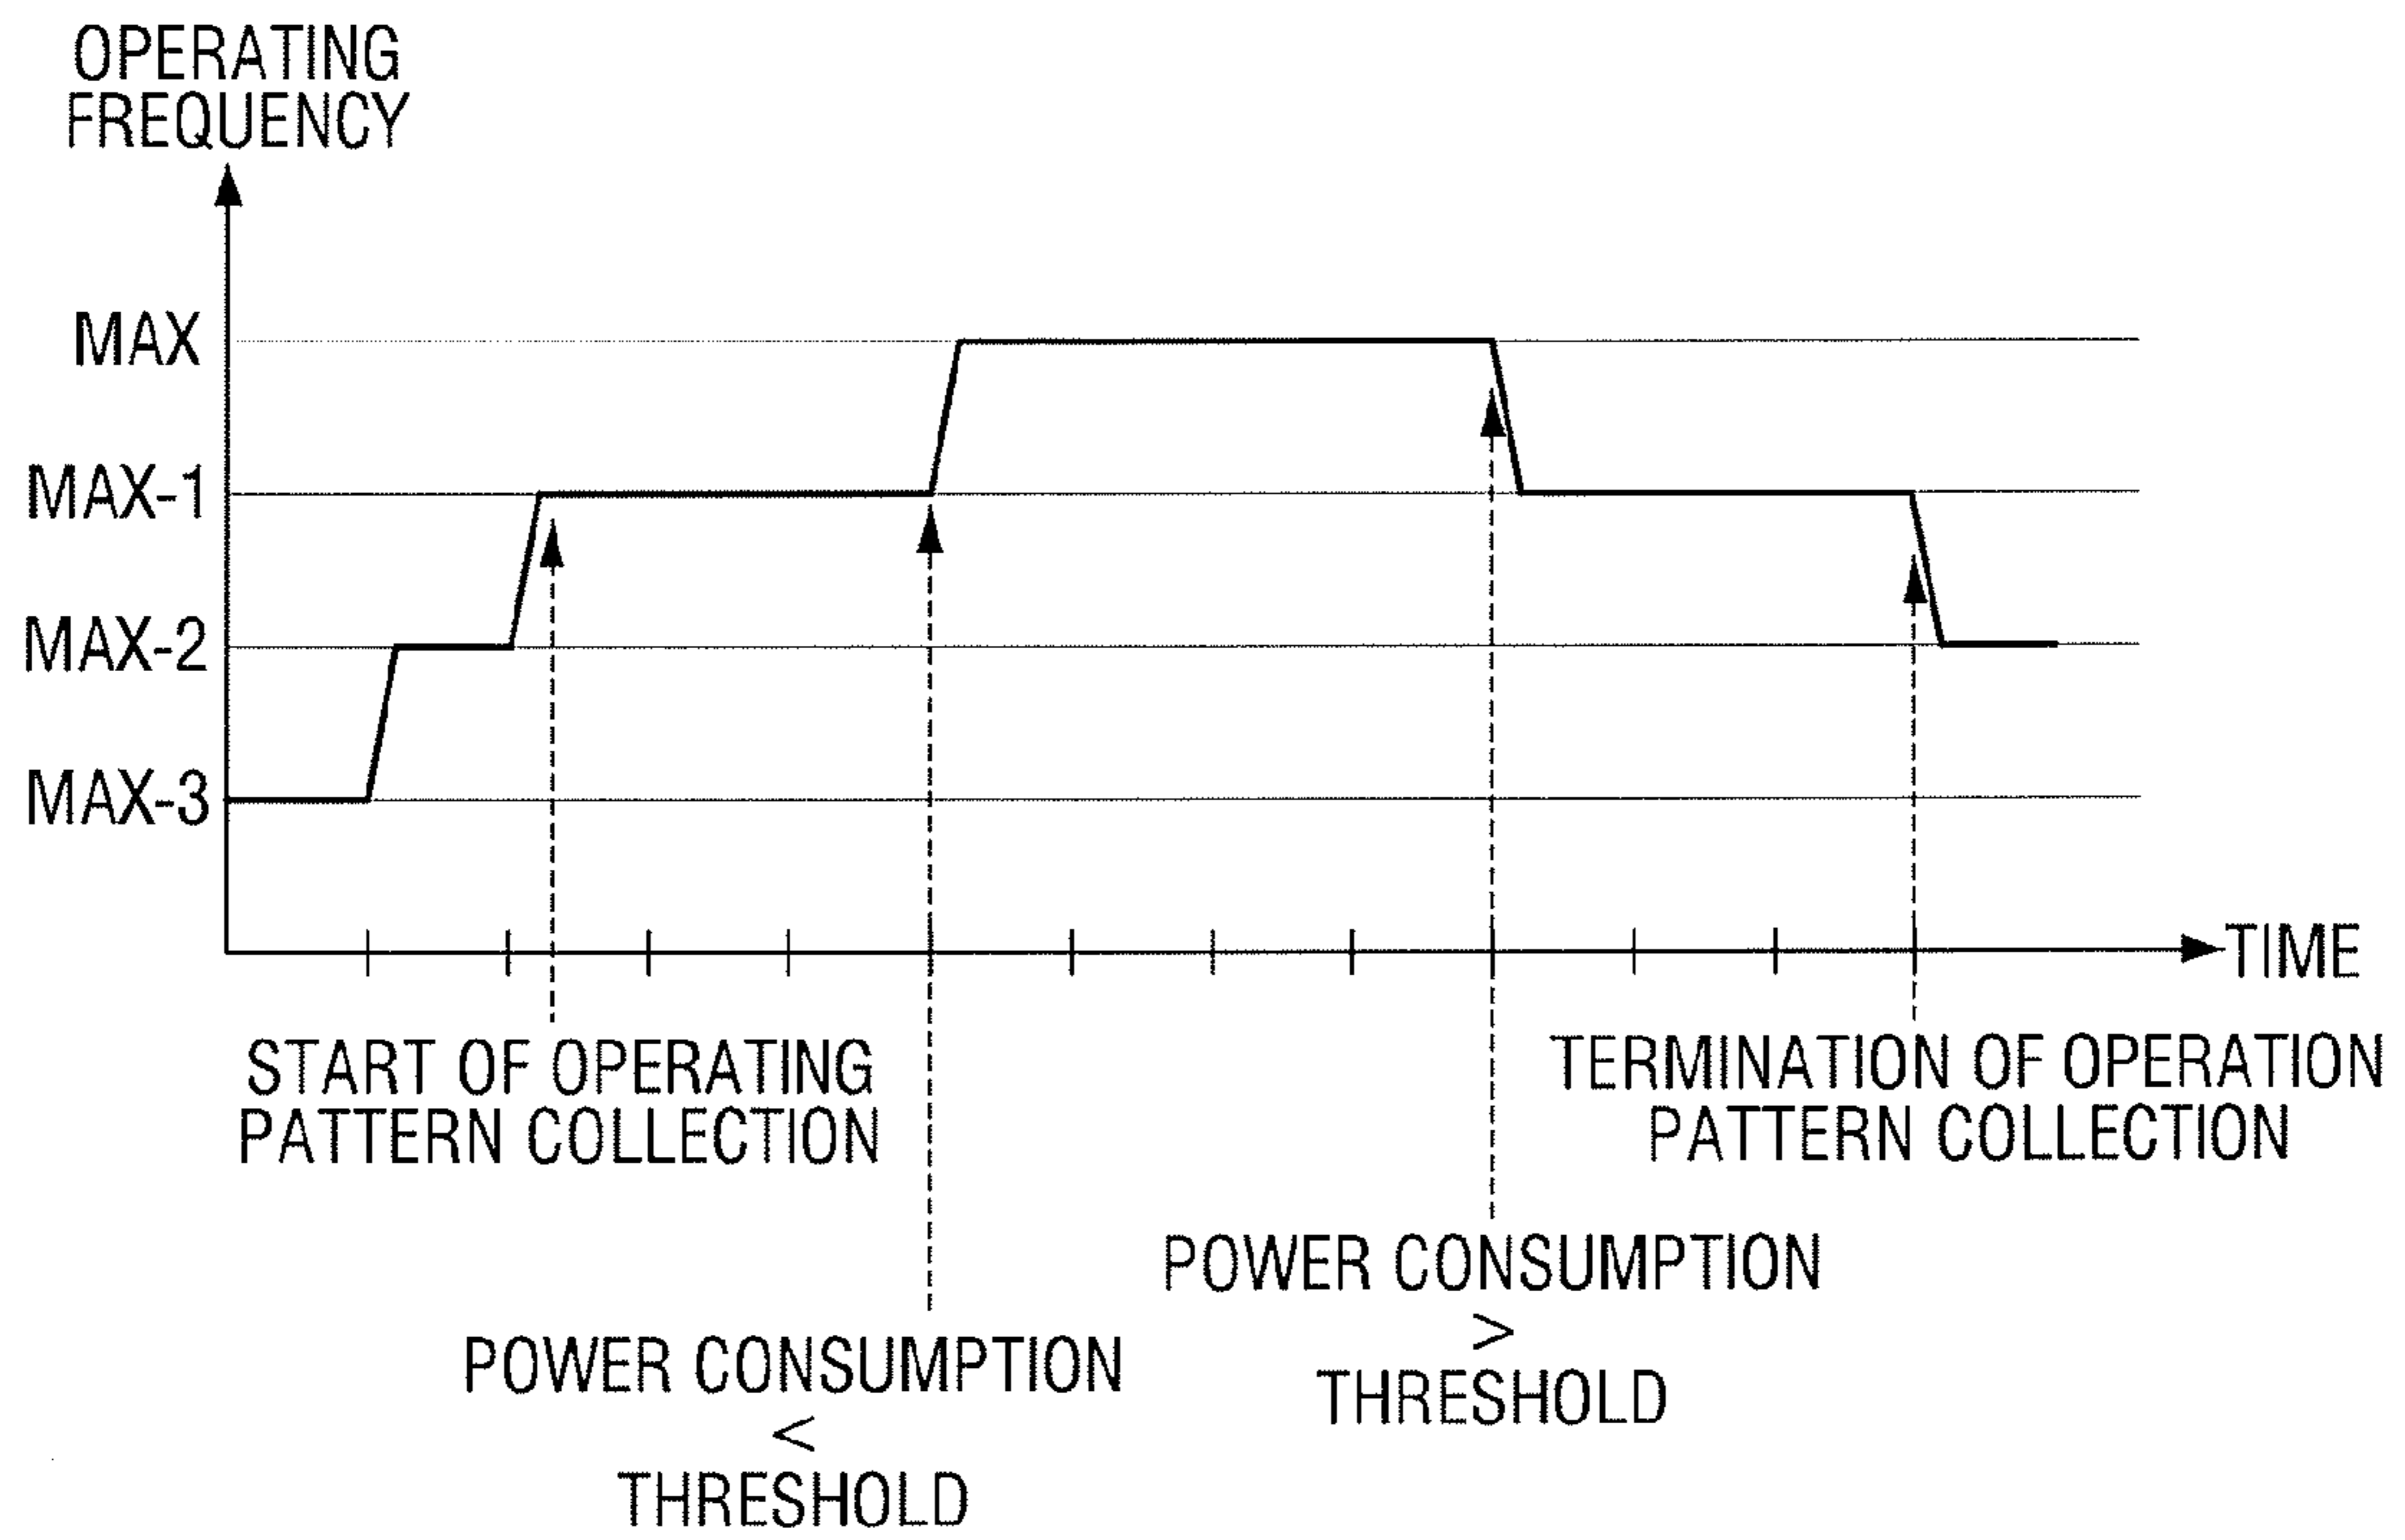 OPERATING
FREQUENCY
MAX
MAX-1
MAX-2
MAX-3
TIME
START OF OPERATING
PATTERN COLLECTION
TERMINATION OF OPERATION
PATTERN COLLECTION
POWER CONSUMPTION
>
THRESHOLD
POWER CONSUMPTION
<
THRESHOLD